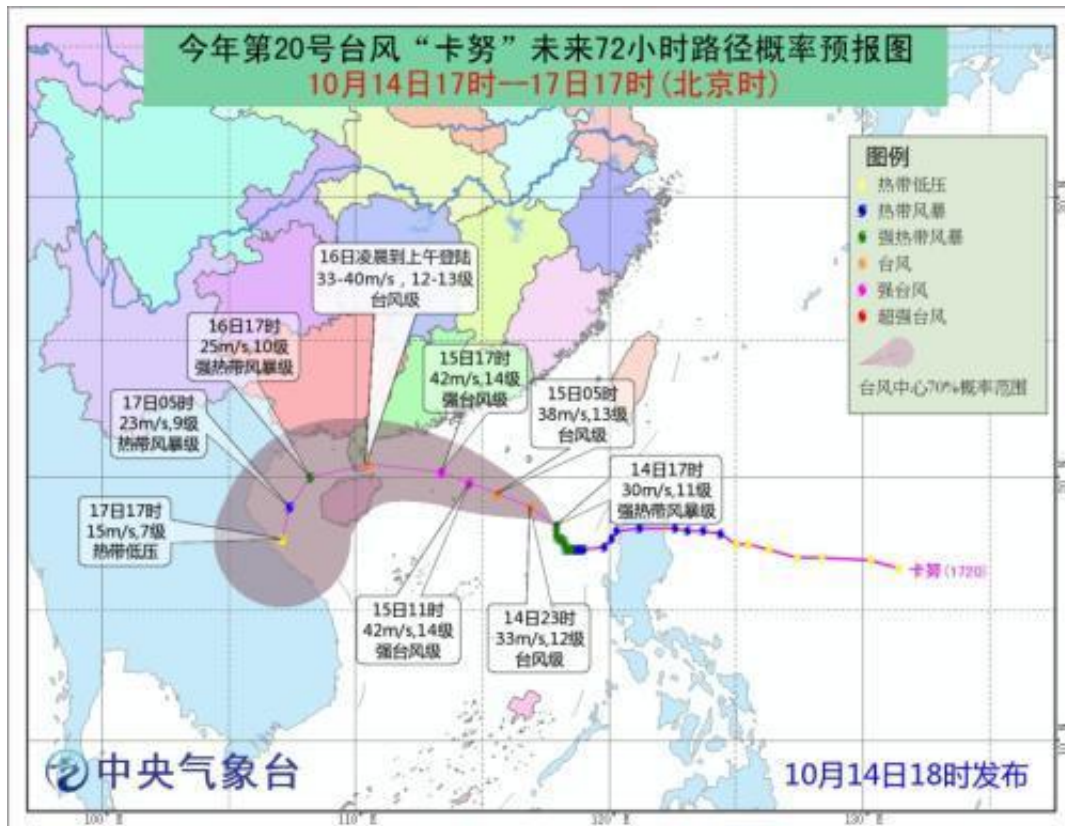 今年第20号台风“卡努”未来72小时路径概率预报图
10月14日17时--17日17时(北京时)
图例
热带低压
热带风暴
强热带风暴
台风
强台风
超强台风
台风中心70%概率范围
16日凌晨到上午登陆
33-40m/s，12-13级
台风级
16日17时
25m/s,10级
强热带风暴级
15日17时
42m/s,14级
强台风级
15日05时
38m/s,13级
台风级
17日05时
23m/s,9级
热带风暴级
14日17时
30m/s,11级
强热带风暴级
17日17时
15m/s,7级
热带低压
卡努(1720)
15日11时
42m/s,14级
强台风级
14日23时
33m/s,12级
台风级
中央气象台
10月14日18时发布
100° E
110° E
120° E
130° E